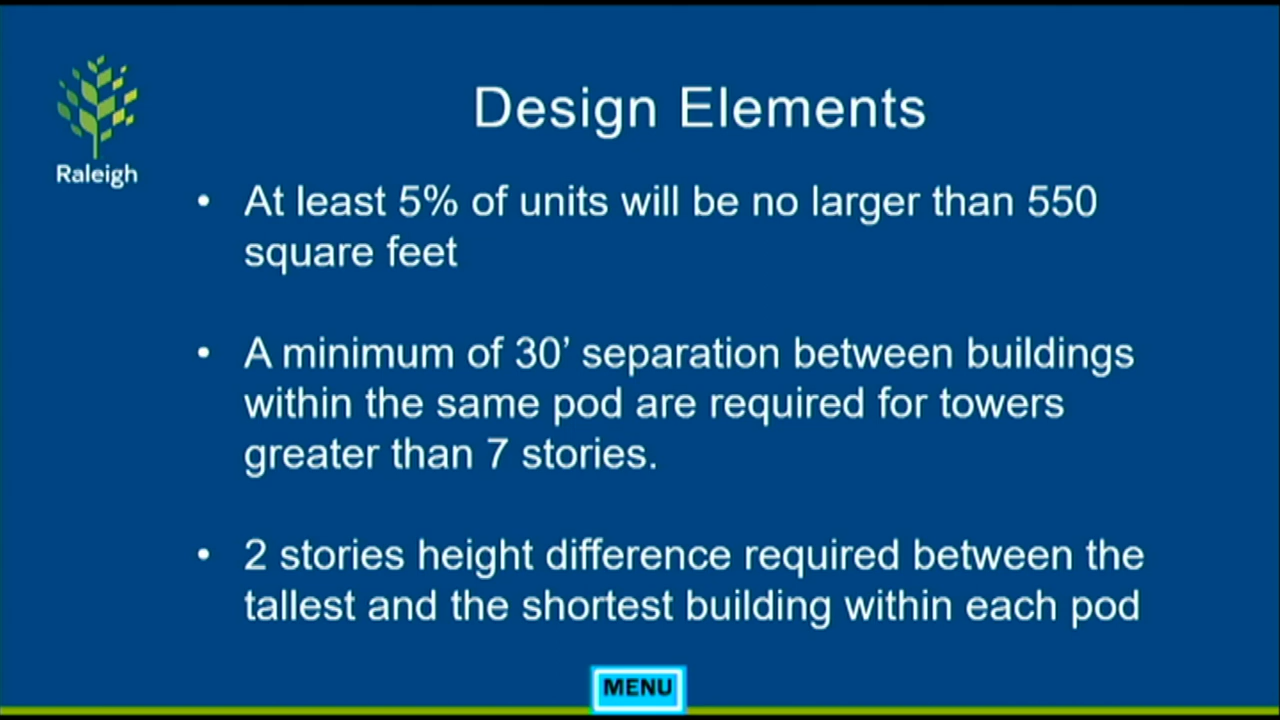 Design Elements
Raleigh
• At least 5% of units will be no larger than 550
square feet
• A minimum of 30’ separation between buildings
within the same pod are required for towers
greater than 7 stories.
• 2 stories height difference required between the
tallest and the shortest building within each pod
MENU